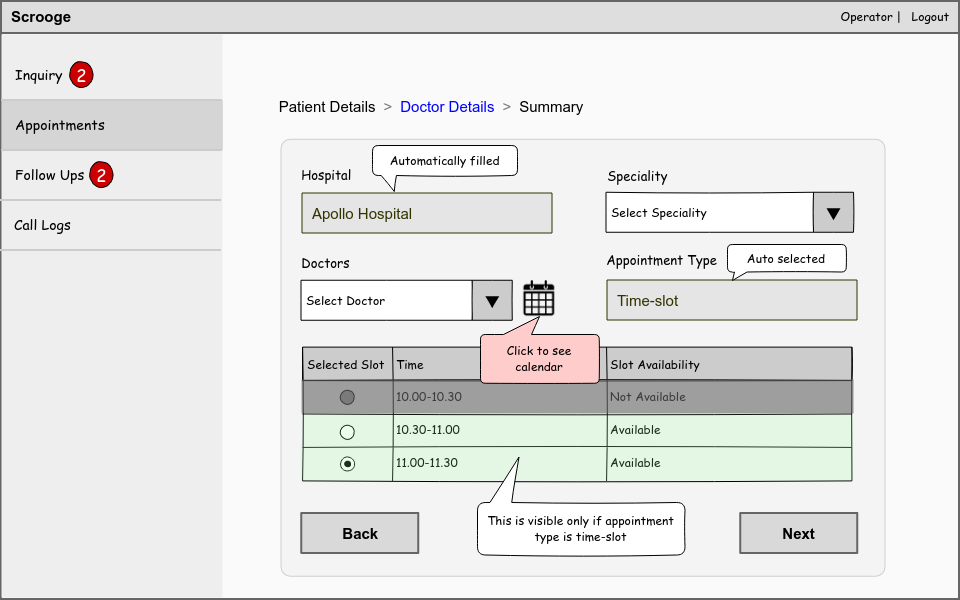 Scrooge
Operator | Logout
Inquiry 2
Appointments
Follow Ups 2
Call Logs
Patient Details > Doctor Details > Summary
Automatically filled
Hospital
Speciality
Apollo Hospital
Select Speciality
Doctors
Appointment Type
Auto selected
Select Doctor
Time-slot
Click to see
calendar
Selected Slot Time Slot Availability
10.00-10.30 Not Available
10.30-11.00 Available
11.00-11.30 Available
This is visible only if appointment
type is time-slot
Back
Next